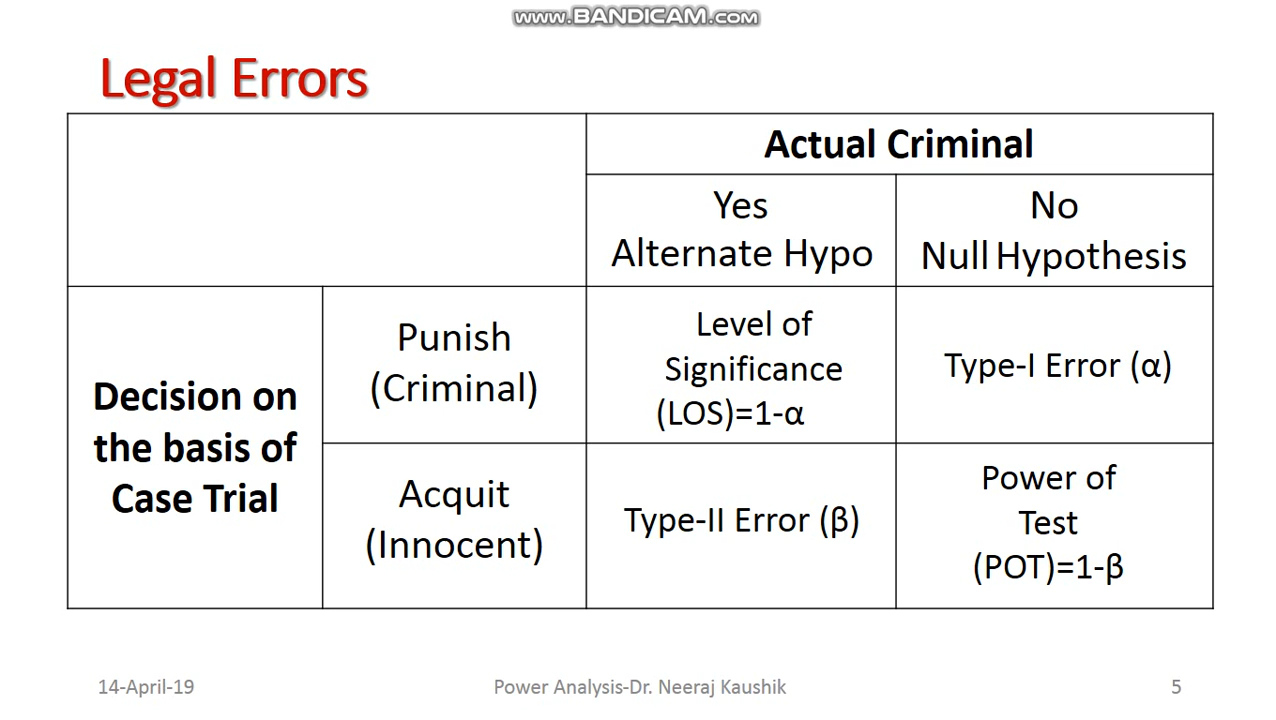 www.BANDICAM.com
Legal Errors
Actual Criminal
Yes
Alternate Hypo
No
Null Hypothesis
Decision on
the basis of
Case Trial
Punish
(Criminal)
Level of
Significance
(LOS)=1-α
Type-I Error (α)
Acquit
(Innocent)
Type-II Error (β)
Power of
Test
(POT)=1-β
14-April-19
Power Analysis-Dr. Neeraj Kaushik
5